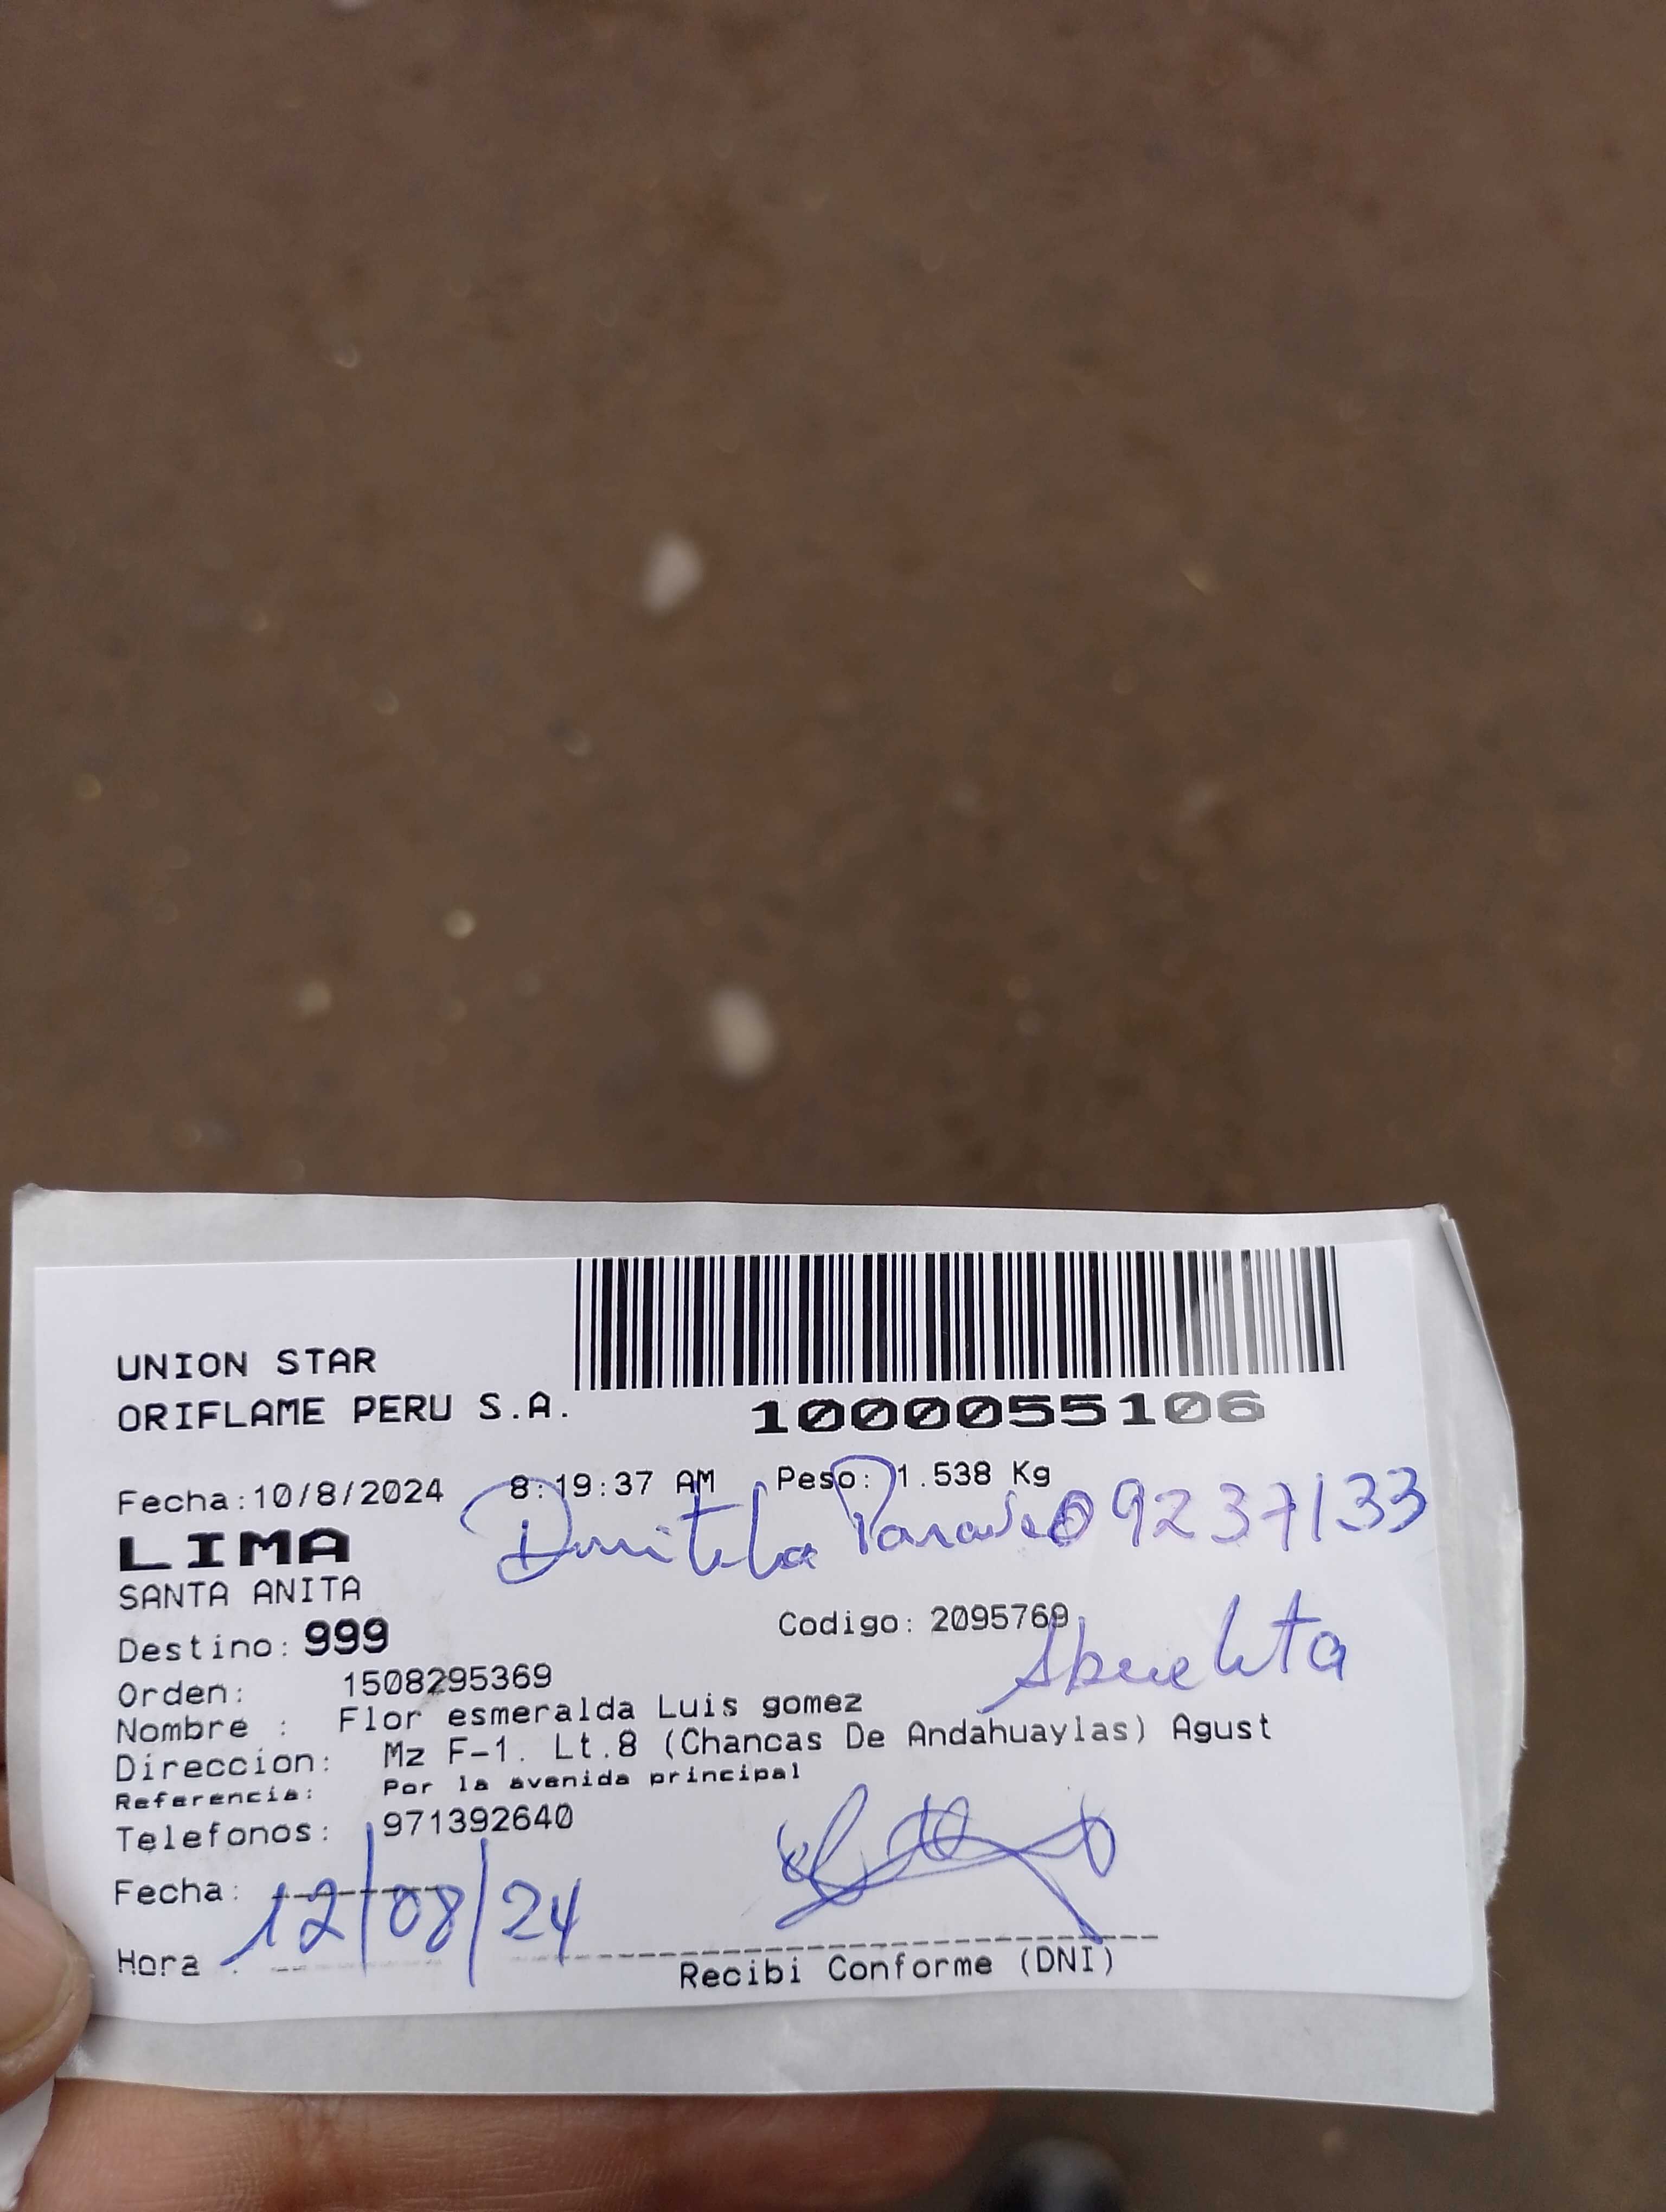 UNION STAR
ORIFLAME PERU S.A.
1000055106
Fecha:10/8/2024 8:19:37 AM Peso: 1.538 Kg
09237133
LIMA
SANTA ANITA
Destino: 999 Codigo: 2095769
Abuelita
Orden: 1508295369
Nombre : Flor esmeralda Luis gomez
Direccion: Mz F-1. Lt.8 (Chancas De Andahuaylas) Agust
Referencia: Por la avenida principal
Telefonos: 971392640
Fecha: 12/08/24
Hora :
Recibi Conforme (DNI)